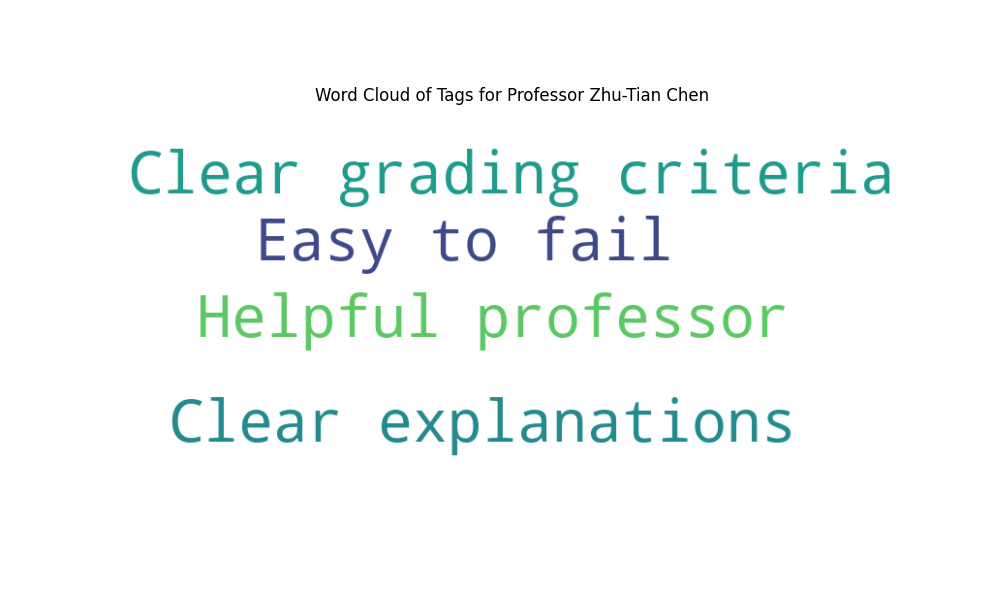 Word Cloud of Tags for Professor Zhu-Tian Chen
Clear grading criteria
Easy to fail
Helpful professor
Clear explanations